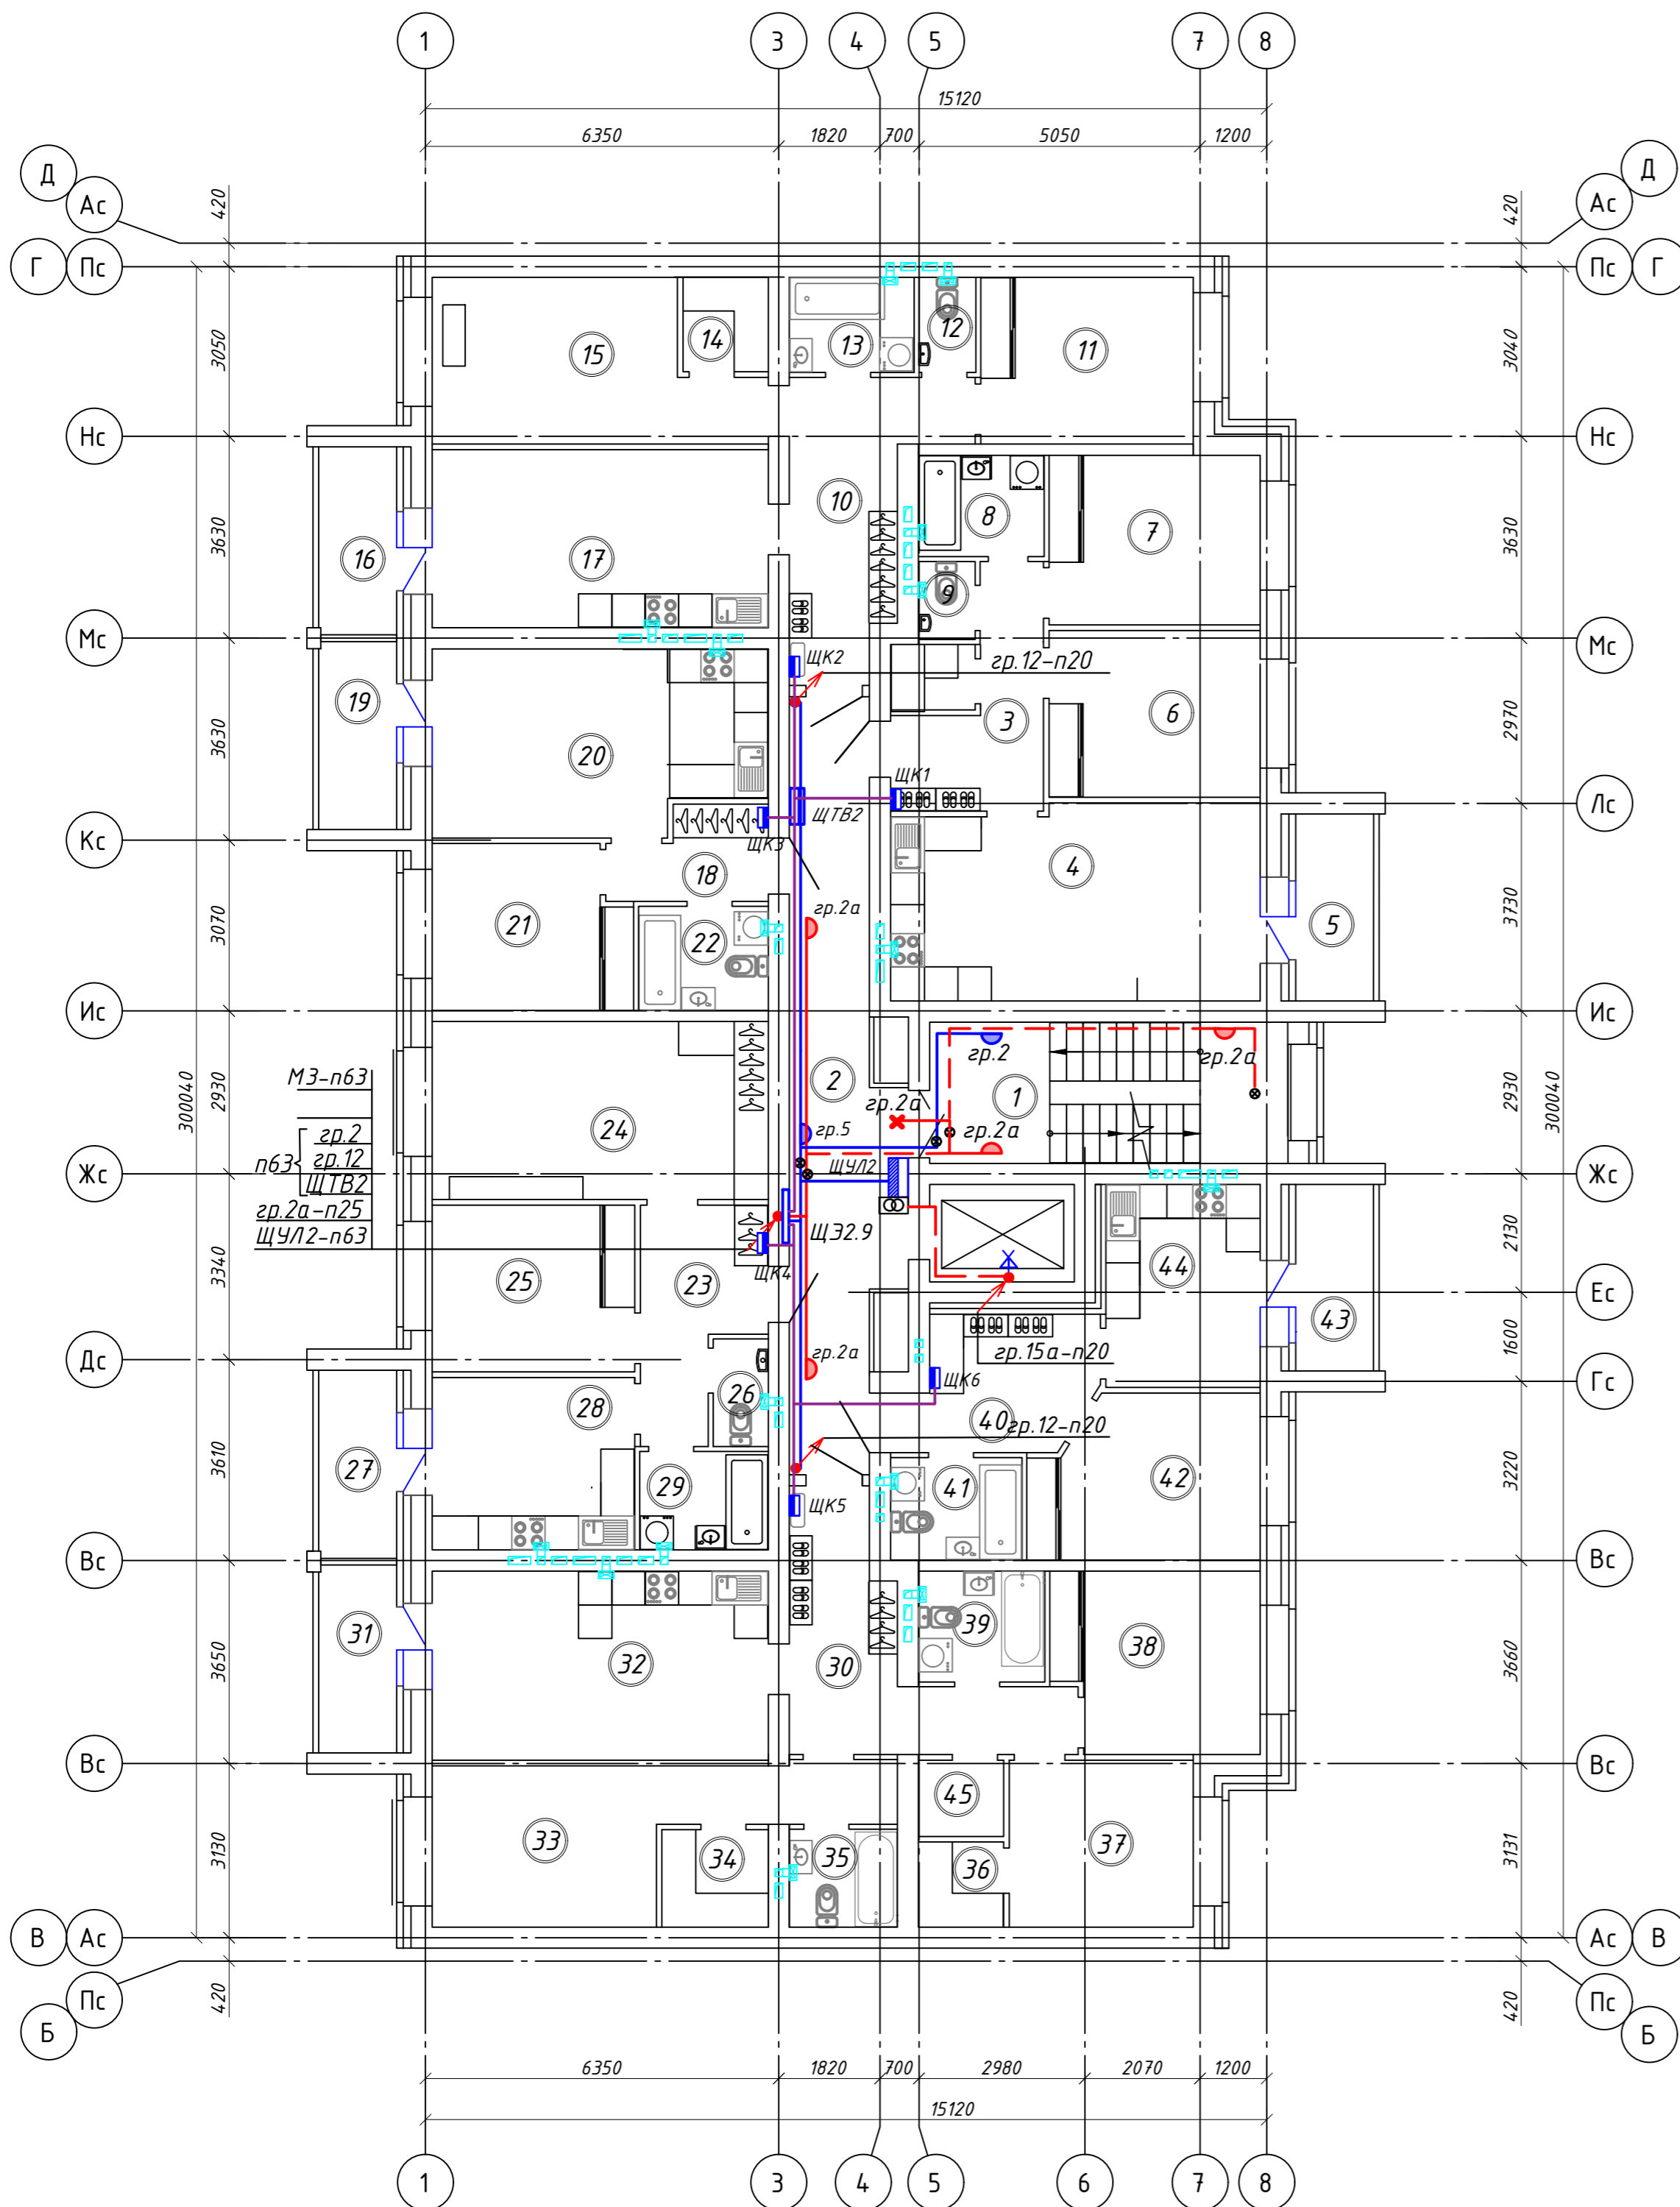 1 3 4 5 7 8
15120
6350 1820 700 5050 1200
Д Д
Ас Ас
420 420
Г Пс Пс Г
15 14 13 12 11
3050 3040
Нс Нс
10
16 17 8 7
3630 3630
9
Мс Мс
ЩК2 гр.12-п20
19 20 3 6
3630 2970
ЩК1
ЩТВ2 Лс
Кс ЩК3
18 4
гр.2а
21 22 5
3070 3730
Ис Ис
гр.2 гр.2а
2 1
М3-п63
300040 2930 2930 300040
гр.2а
24 гр.5 гр.2а
гр.2
п63 гр.12
ЩТВ2
Жс ЩУЛ2 Жс
гр.2а-п25
ЩУЛ2-п63
ЩЭ2.9
2130
3340 ЩК4 44
25 23
Ес
43
1600
Дс гр.2а гр.15а-п20
ЩК6 Гс
26
28 40 гр.12-п20
27 3610 29 41 42 3220
ЩК5
Вс Вс
31 39
32 30 38
3650 3660
Вс Вс
45
33 34 35 36 37
3130 3131
В Ас Ас В
Пс Пс
420 420
Б Б
6350 1820 700 2980 2070 1200
15120
1 3 4 5 6 7 8